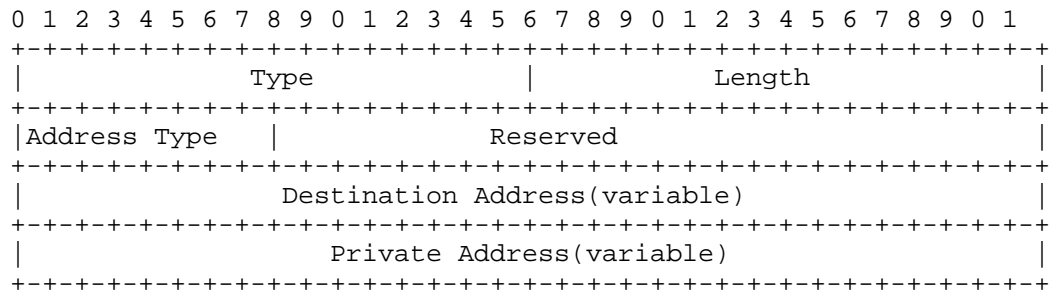 0 1 2 3 4 5 6 7 8 9 0 1 2 3 4 5 6 7 8 9 0 1 2 3 4 5 6 7 8 9 0 1
+-+-+-+-+-+-+-+-+-+-+-+-+-+-+-+-+-+-+-+-+-+-+-+-+-+-+-+-+-+-+-+-+
| Type | Length |
+-+-+-+-+-+-+-+-+-+-+-+-+-+-+-+-+-+-+-+-+-+-+-+-+-+-+-+-+-+-+-+-+
|Address Type | Reserved |
+-+-+-+-+-+-+-+-+-+-+-+-+-+-+-+-+-+-+-+-+-+-+-+-+-+-+-+-+-+-+-+-+
| Destination Address(variable) |
+-+-+-+-+-+-+-+-+-+-+-+-+-+-+-+-+-+-+-+-+-+-+-+-+-+-+-+-+-+-+-+-+
| Private Address(variable) |
+-+-+-+-+-+-+-+-+-+-+-+-+-+-+-+-+-+-+-+-+-+-+-+-+-+-+-+-+-+-+-+-+